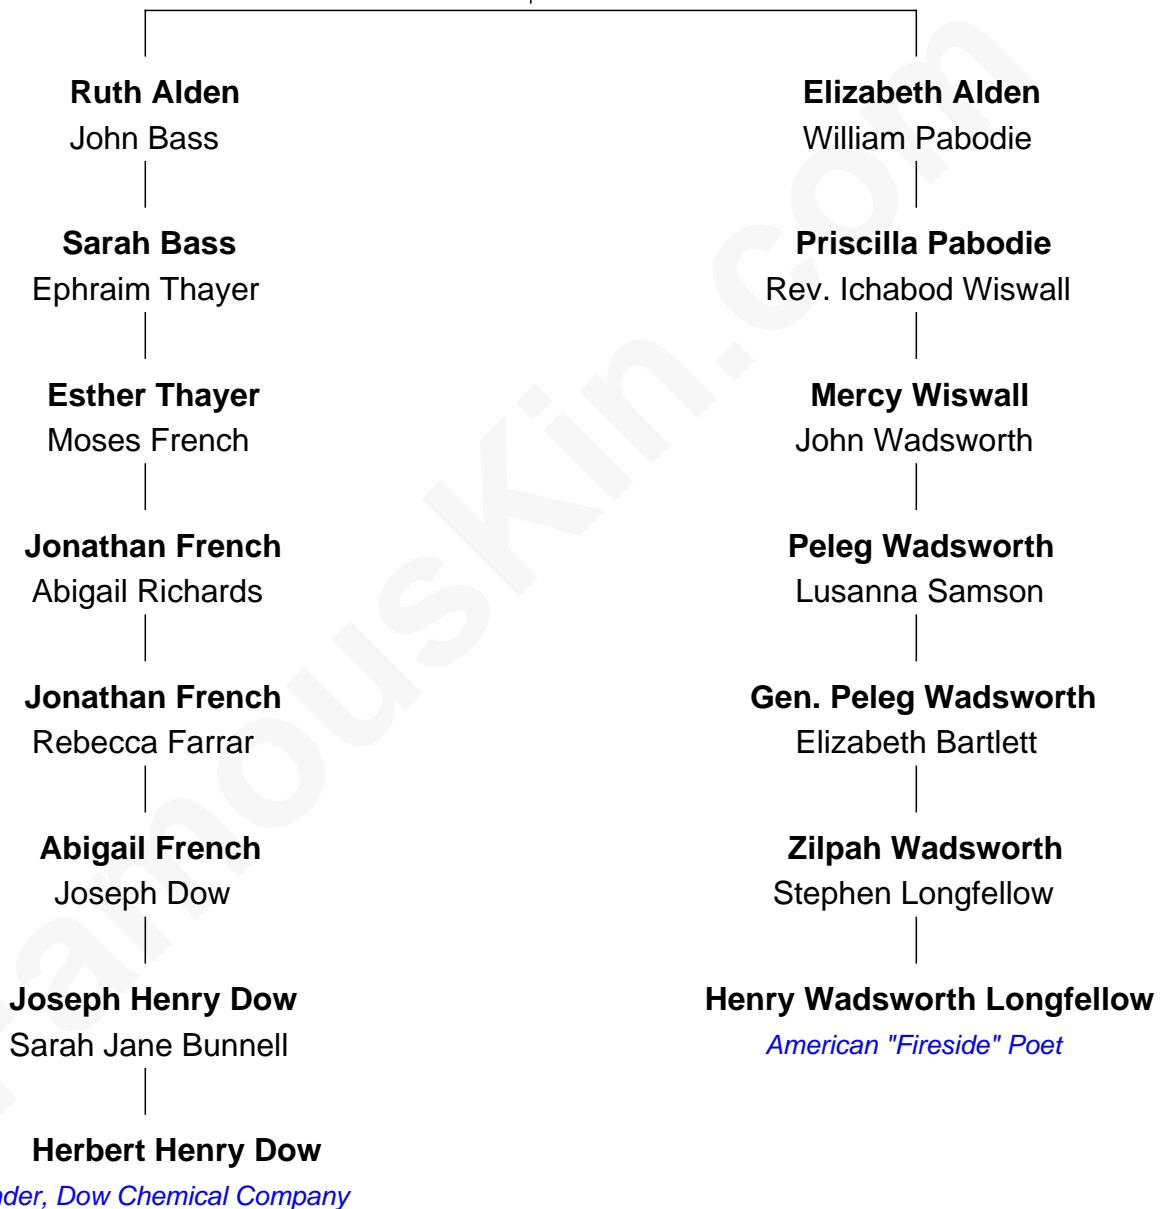 Ruth Alden
John Bass
Elizabeth Alden
William Pabodie
Sarah Bass
Ephraim Thayer
Priscilla Pabodie
Rev. Ichabod Wiswall
Esther Thayer
Moses French
Mercy Wiswall
John Wadsworth
Jonathan French
Abigail Richards
Peleg Wadsworth
Lusanna Samson
Jonathan French
Rebecca Farrar
Gen. Peleg Wadsworth
Elizabeth Bartlett
Abigail French
Joseph Dow
Zilpah Wadsworth
Stephen Longfellow
Joseph Henry Dow
Sarah Jane Bunnell
Henry Wadsworth Longfellow
American "Fireside" Poet
Herbert Henry Dow
nder, Dow Chemical Company
FamousKin.com